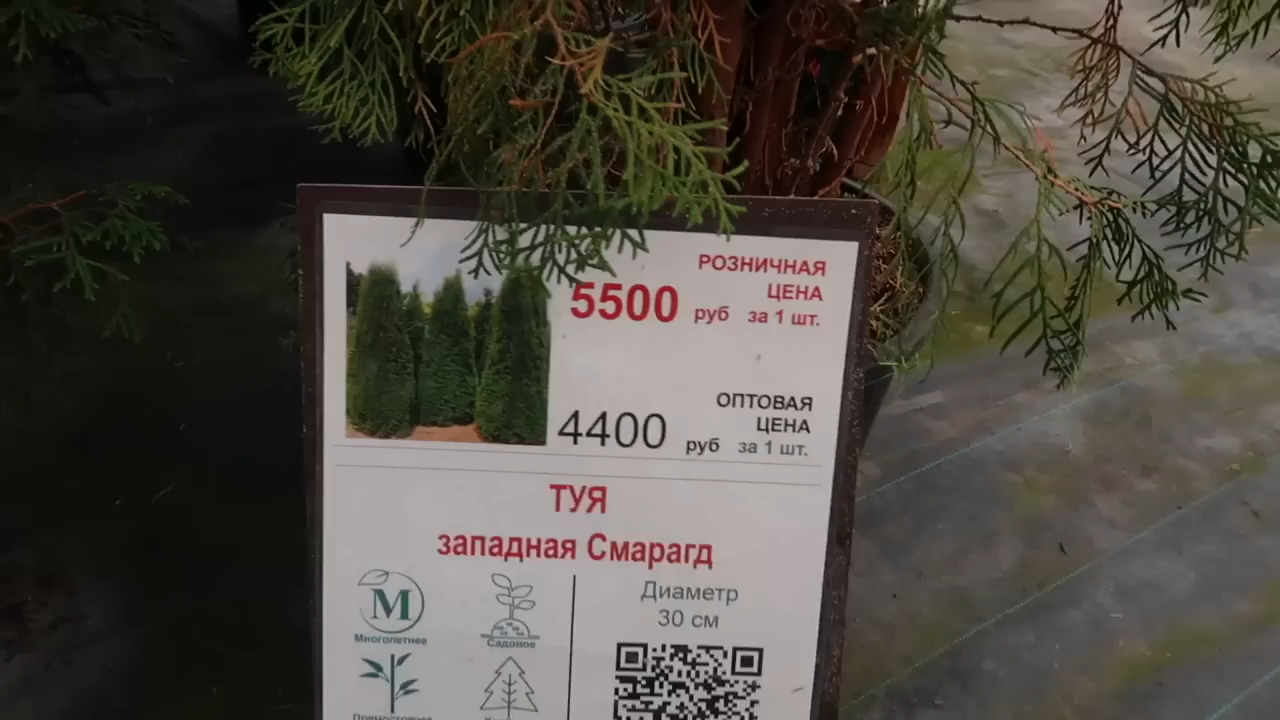 РОЗНИЧНАЯ
ЦЕНА
5500 руб за 1 шт.
ОПТОВАЯ
ЦЕНА
4400 руб за 1 шт.
ТУЯ
западная Смарагд
Диаметр
30 см
М
Многолетнее
Садовое